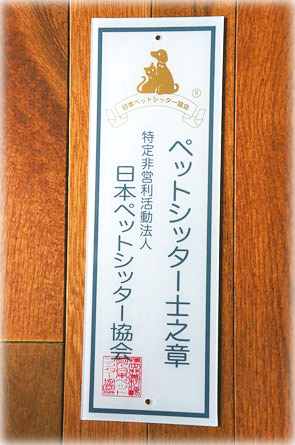 日本ペットシッター協会
®
ペットシッター士之章
特定非営利活動法人
日本ペットシッター協会